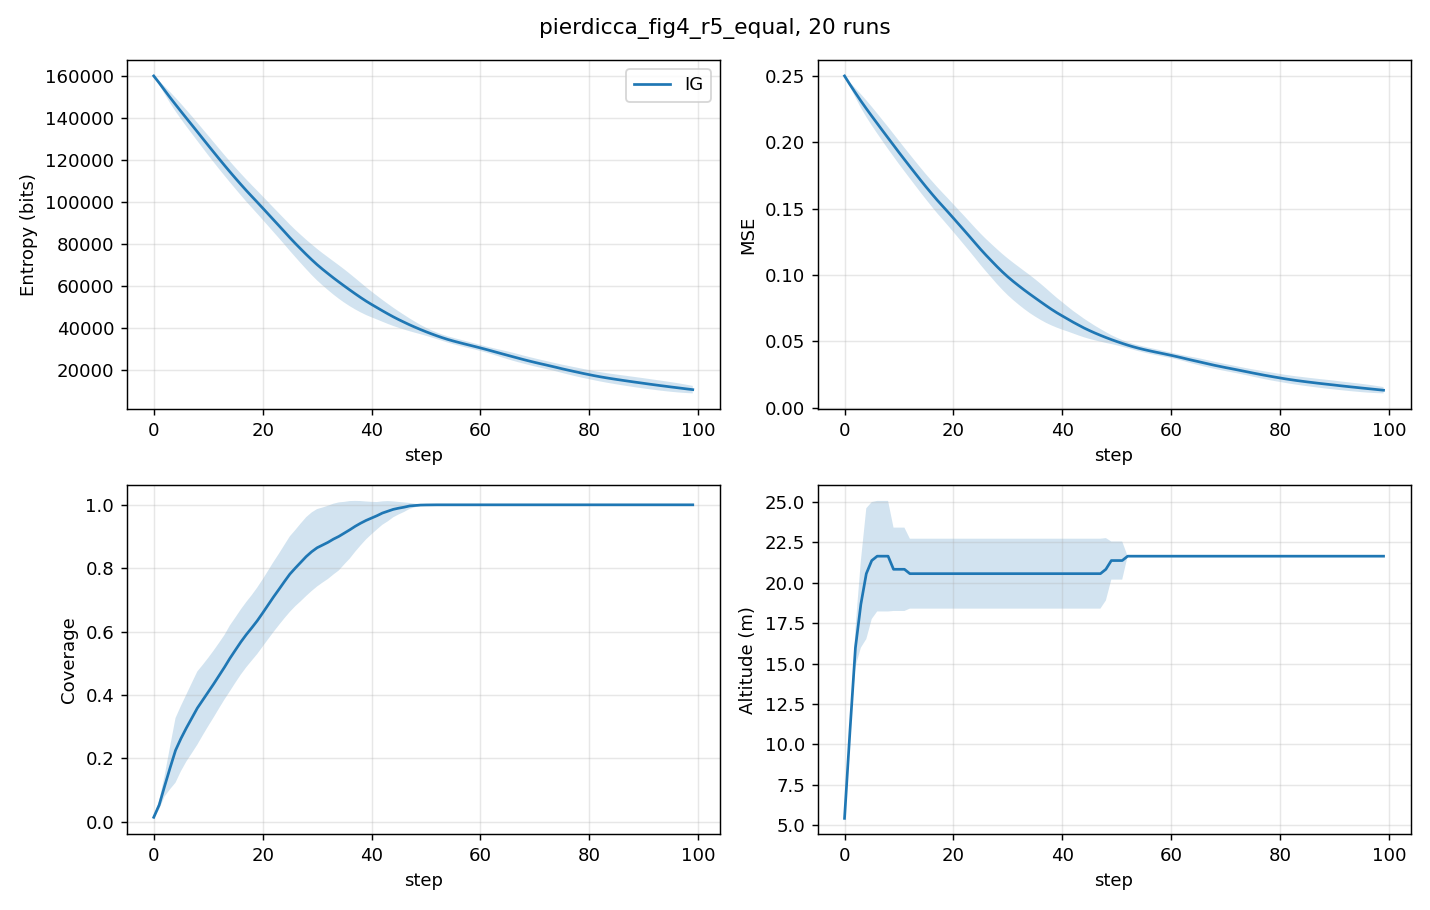 pierdicca_fig4_r5_equal, 20 runs
Entropy (bits)
160000
140000
120000
100000
80000
60000
40000
20000
IG
0 20 40 60 80 100
step
MSE
0.25
0.20
0.15
0.10
0.05
0.00
0 20 40 60 80 100
step
Coverage
1.0
0.8
0.6
0.4
0.2
0.0
0 20 40 60 80 100
step
Altitude (m)
25.0
22.5
20.0
17.5
15.0
12.5
10.0
7.5
5.0
0 20 40 60 80 100
step